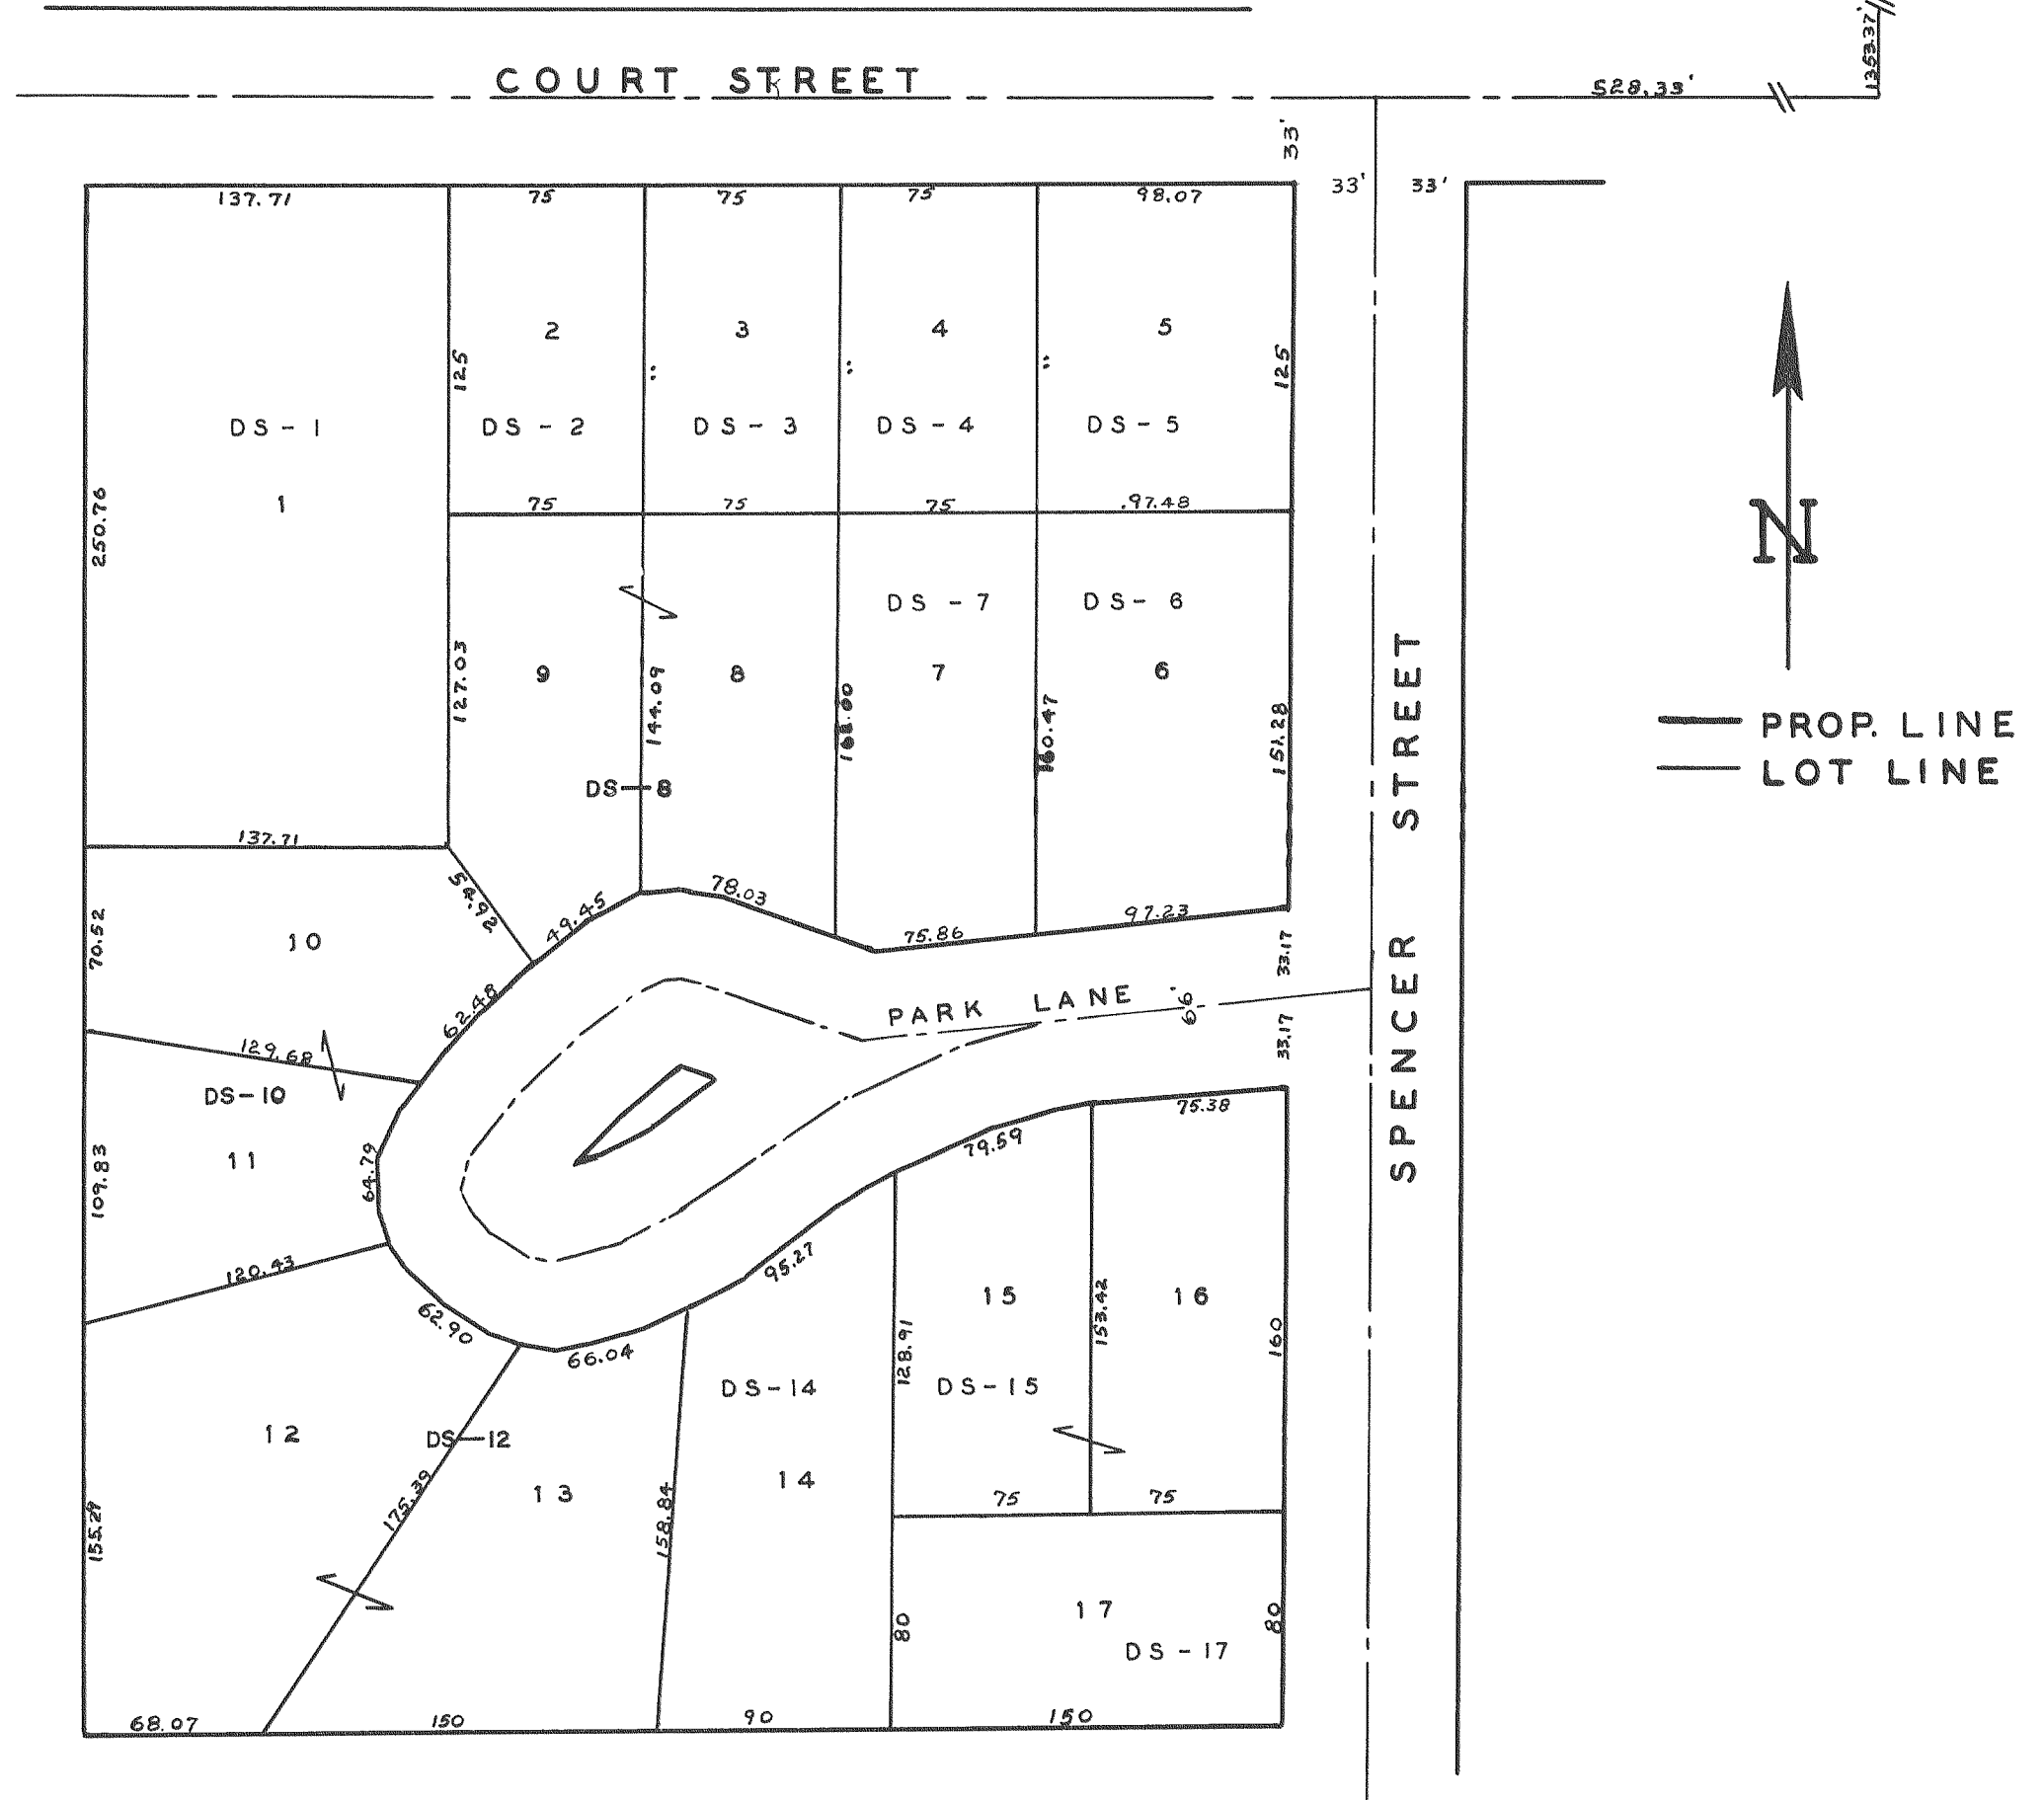 1353.37'
COURT STREET
528.33'
33'
33' 33'
137.71 75 75 75 98.07
2 3 4 5
125 125
DS-1 DS-2 DS-3 DS-4 DS-5
1
250.76
75 75 75 97.48
N
DS-7 DS-6
9 8 7 6
127.03 144.09 160.47 151.28
PROP. LINE
LOT LINE
SPENCER STREET
DS-8
137.71
54.92 49.45 78.03 75.86 97.23
70.52
10
62.48
33.17
PARK LANE 66'
33.17
129.68
DS-10
11
109.83
64.79
75.38
79.59
120.43
62.90
95.27
66.04
15 16
153.42
128.91
160
DS-14 DS-15
12
DS-12
13
14
175.39
158.84
75 75
155.29
17
80 80
DS-17
68.07 150 90 150